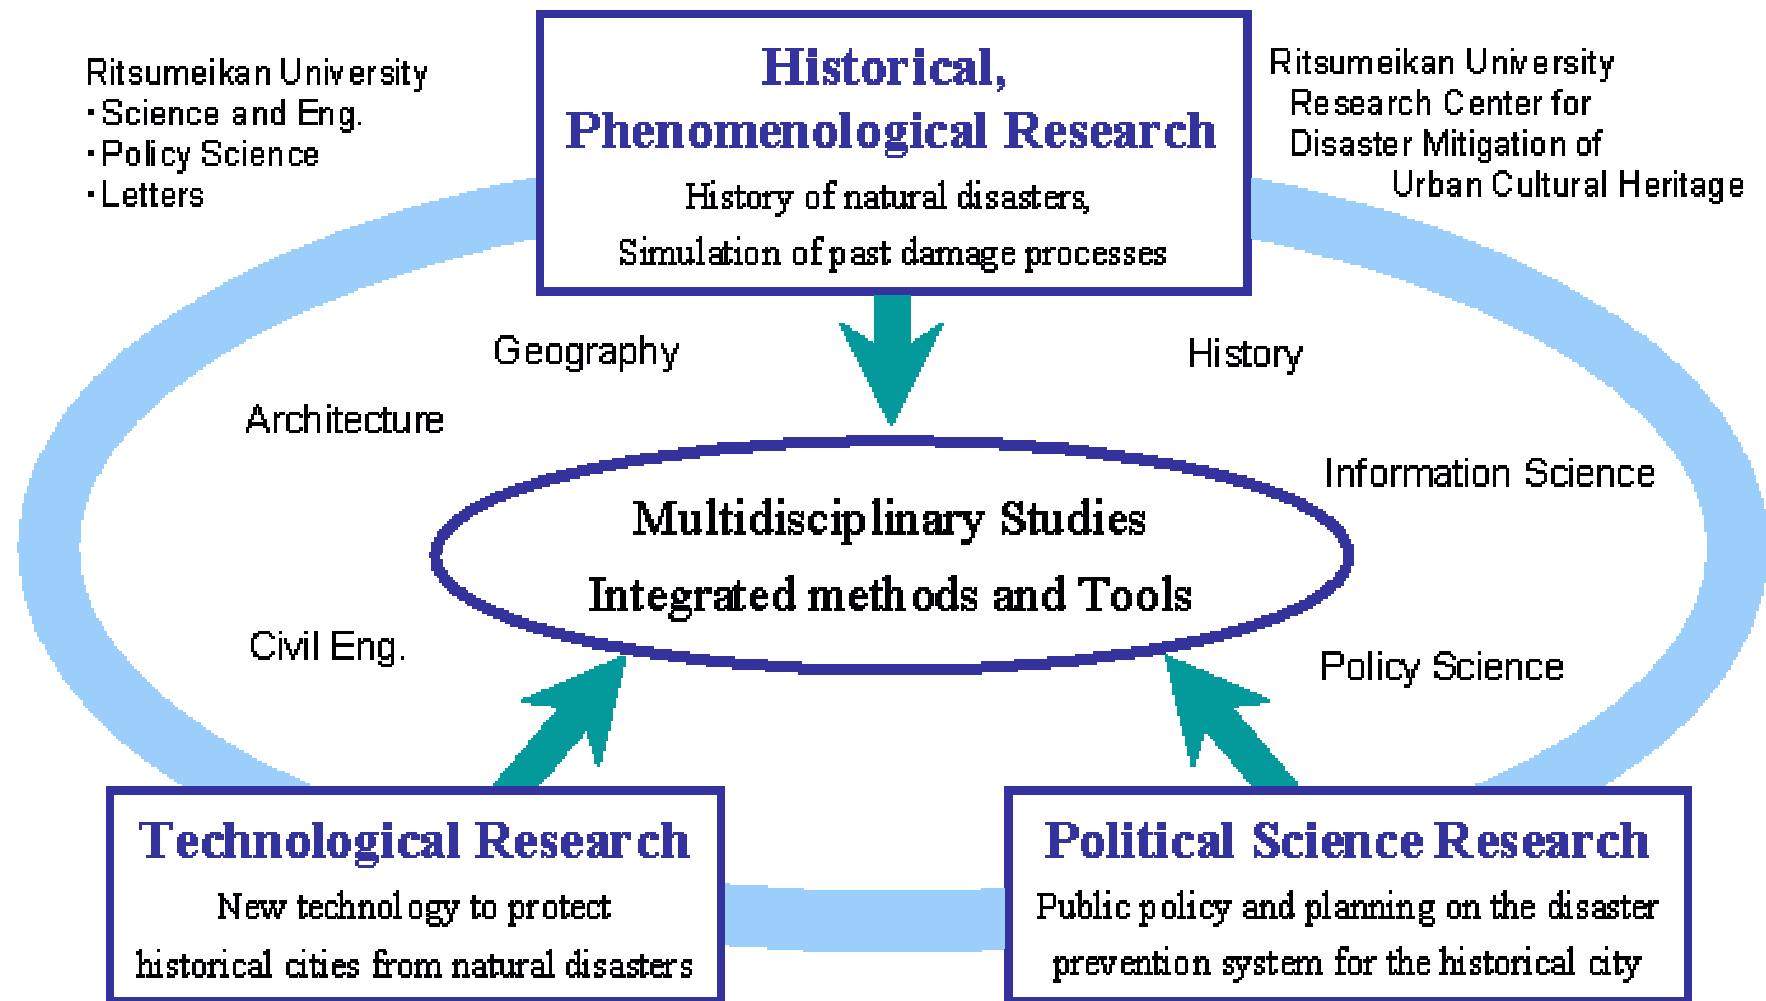 Ritsumeikan University
・Science and Eng.
・Policy Science
・Letters
Historical,
Phenomenological Research
History of natural disasters,
Simulation of past damage processes
Ritsumeikan University
Research Center for
Disaster Mitigation of
Urban Cultural Heritage
Geography
History
Architecture
Information Science
Multidisciplinary Studies
Integrated methods and Tools
Civil Eng.
Policy Science
Technological Research
New technology to protect
historical cities from natural disasters
Political Science Research
Public policy and planning on the disaster
prevention system for the historical city